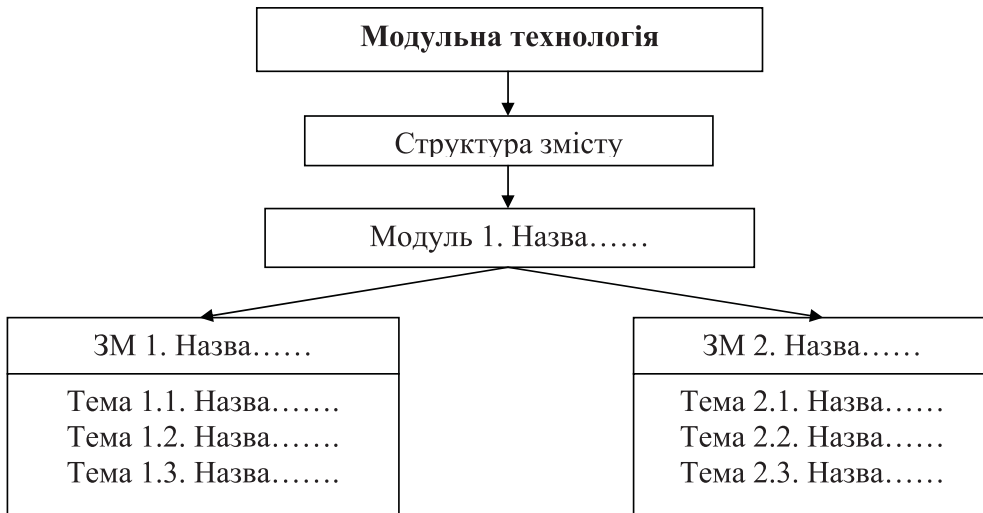 Модульна технологія
Структура змісту
Модуль 1. Назва……
ЗМ 1. Назва……
Тема 1.1. Назва…….
Тема 1.2. Назва…….
Тема 1.3. Назва…….
ЗМ 2. Назва……
Тема 2.1. Назва……
Тема 2.2. Назва……
Тема 2.3. Назва……